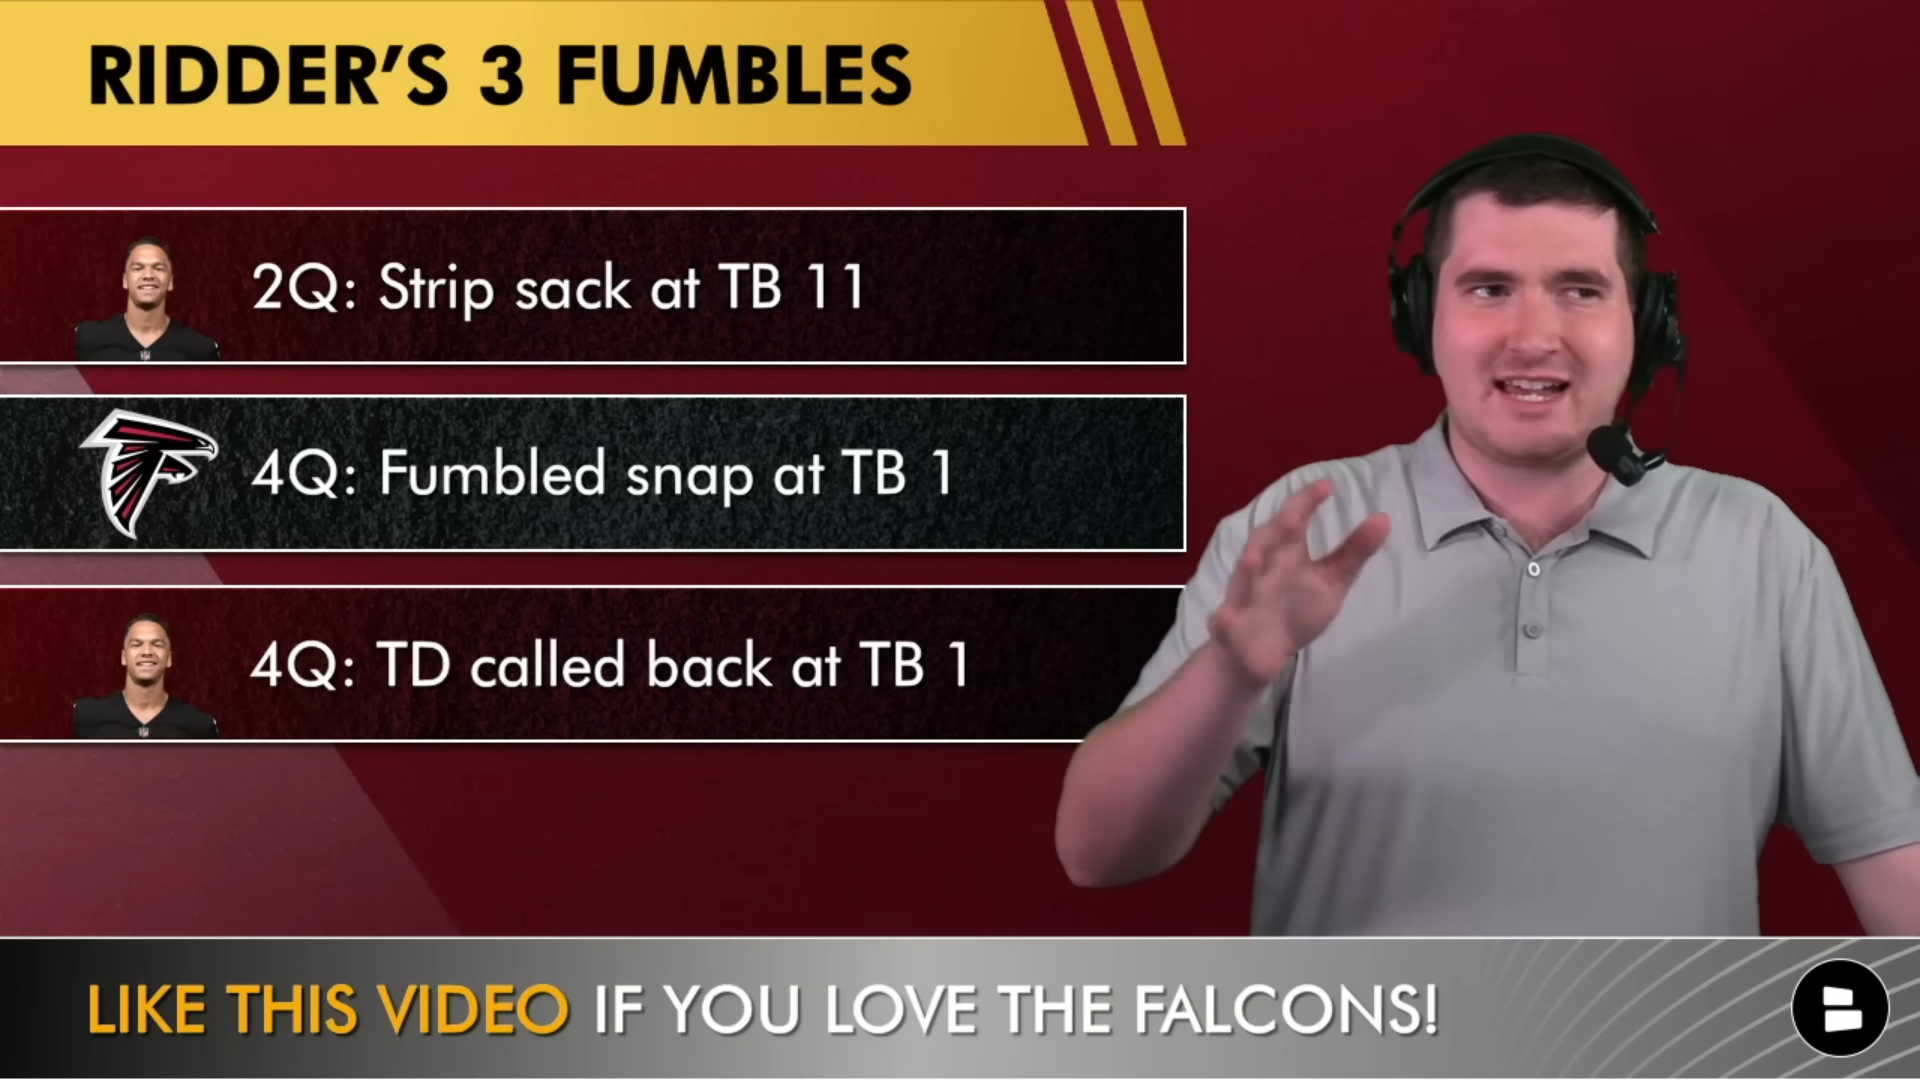 RIDDER'S 3 FUMBLES
2Q: Strip sack at TB 11
4Q: Fumbled snap at TB 1
4Q: TD called back at TB 1
LIKE THIS VIDEO IF YOU LOVE THE FALCONS!